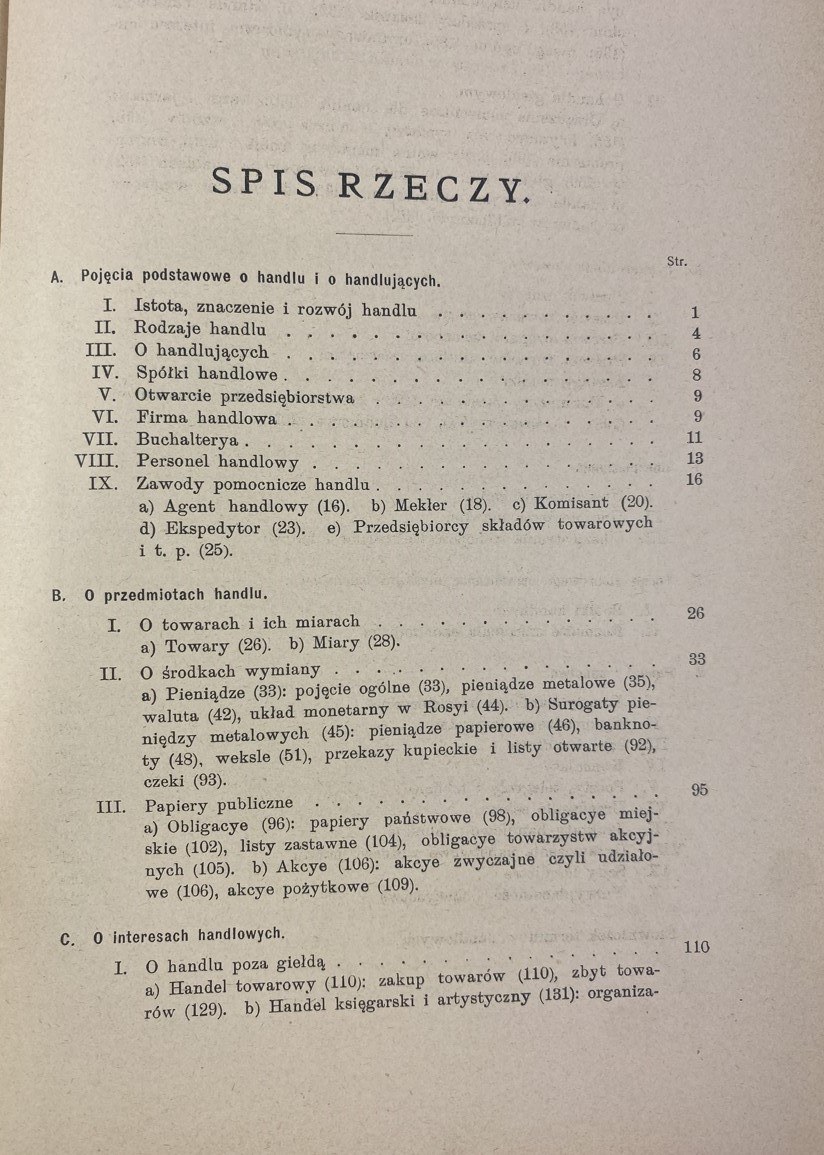 SPIS RZECZY.
Str.
A. Pojęcia podstawowe o handlu i o handlujących.
I. Istota, znaczenie i rozwój handlu . . . . . . . . . . . 1
II. Rodzaje handlu . . . . . . . . . . . . . . . . 4
III. O handlujących . . . . . . . . . . . . . . . . 6
IV. Spółki handlowe . . . . . . . . . . . . . . . . 8
V. Otwarcie przedsiębiorstwa . . . . . . . . . . . . . 9
VI. Firma handlowa . . . . . . . . . . . . . . . . 9
VII. Buchalterya . . . . . . . . . . . . . . . . . . 11
VIII. Personel handlowy . . . . . . . . . . . . . . . 13
IX. Zawody pomocnicze handlu . . . . . . . . . . . . 16
a) Agent handlowy (16). b) Mekler (18). c) Komisant (20).
d) Ekspedytor (23). e) Przedsiębiorcy składów towarowych
i t. p. (25).
B. O przedmiotach handlu.
I. O towarach i ich miarach . . . . . . . . . . . . . 26
a) Towary (26). b) Miary (28).
II. O środkach wymiany . . . . . . . . . . . . . . . 33
a) Pieniądze (33): pojęcie ogólne (33), pieniądze metalowe (35),
waluta (42), układ monetarny w Rosyi (44). b) Surogaty pie-
niędzy metalowych (45): pieniądze papierowe (46), bankno-
ty (48), weksle (51), przekazy kupieckie i listy otwarte (92),
czeki (93).
III. Papiery publiczne . . . . . . . . . . . . . . . . 95
a) Obligacye (96): papiery państwowe (98), obligacye miej-
skie (102), listy zastawne (104), obligacye towarzystw akcyj-
nych (105). b) Akcye (106): akcye zwyczajne czyli udziało-
we (106), akcye pożytkowe (109).
C. O interesach handlowych.
I. O handlu poza giełdą . . . . . . . . . . . . . . . 110
a) Handel towarowy (110): zakup towarów (110), zbyt towa-
rów (129). b) Handel księgarski i artystyczny (131): organiza-